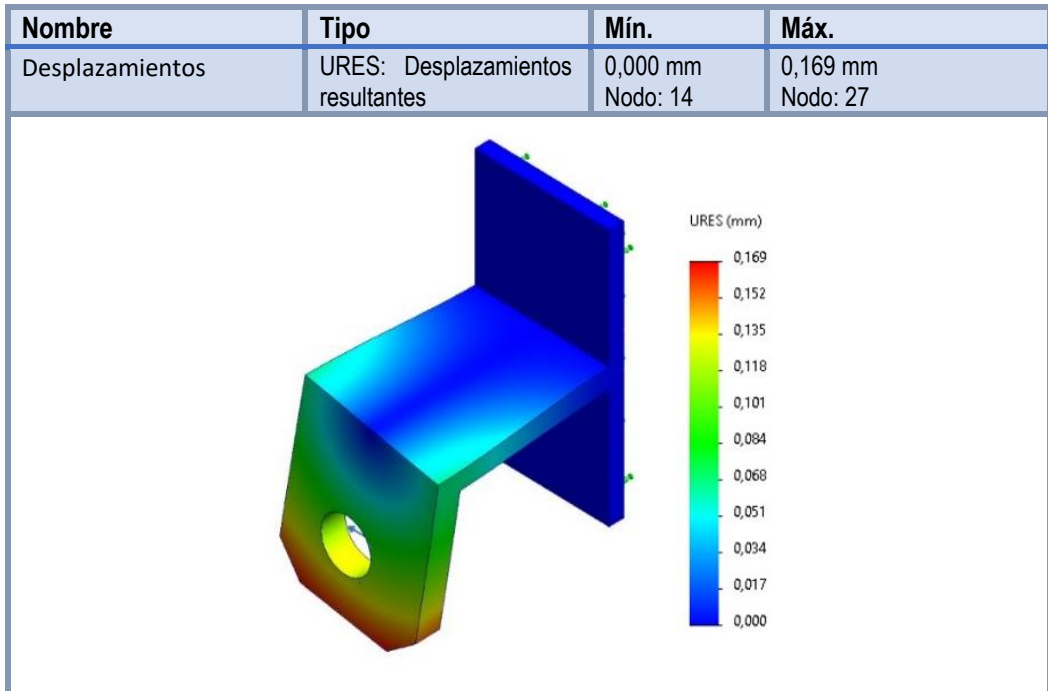 Nombre Tipo Mín. Máx.
Desplazamientos URES: Desplazamientos 0,000 mm 0,169 mm
resultantes Nodo: 14 Nodo: 27
URES (mm)
0,169
0,152
0,135
0,118
0,101
0,084
0,068
0,051
0,034
0,017
0,000